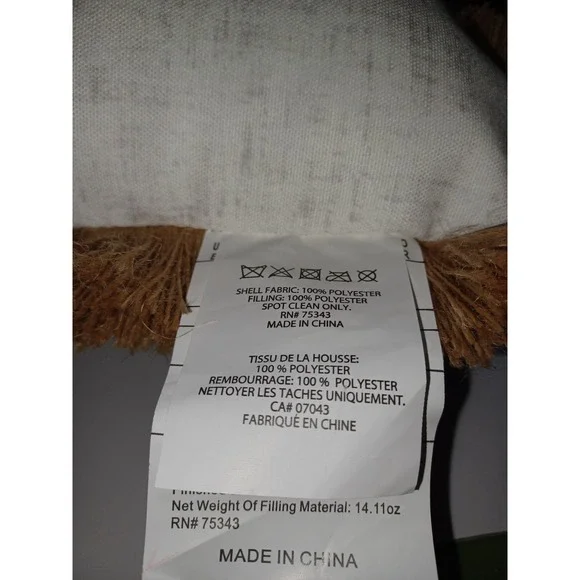 SHELL FABRIC: 100% POLYESTER
FILLING: 100% POLYESTER
SPOT CLEAN ONLY.
RN# 75343
MADE IN CHINA
TISSU DE LA HOUSSE:
100 % POLYESTER
REMBOURRAGE: 100 % POLYESTER
NETTOYER LES TACHES UNIQUEMENT.
CA# 07043
FABRIQUÉ EN CHINE
Net Weight Of Filling Material: 14.11oz
RN# 75343
MADE IN CHINA